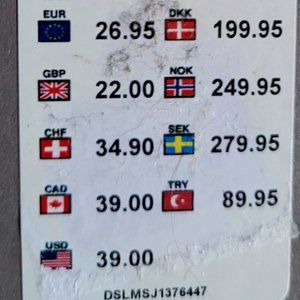 EUR 26.95 DKK 199.95
GBP 22.00 NOK 249.95
CHF 34.90 SEK 279.95
CAD 39.00 TRY 89.95
USD 39.00
DSLMSJ1376447